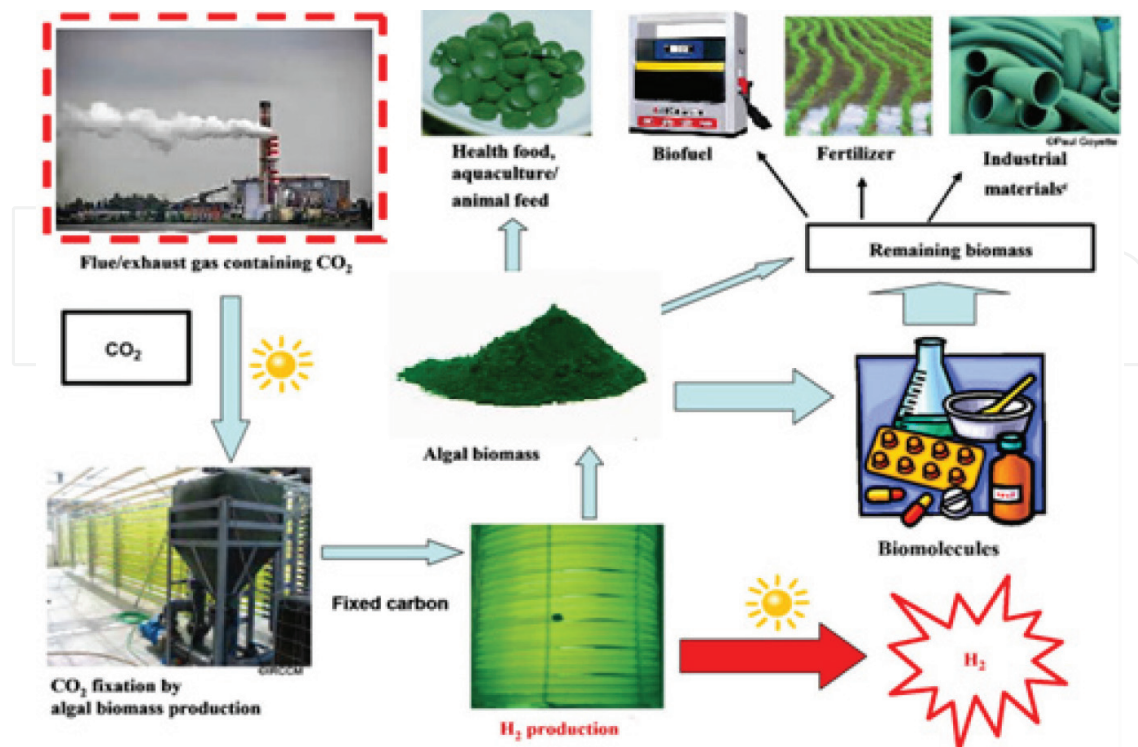 ©Paul Goyette
Health food,
aquaculture/
animal feed
Biofuel
Fertilizer
Industrial
materials
Flue/exhaust gas containing CO₂
Remaining biomass
CO₂
Algal biomass
Biomolecules
Fixed carbon
H₂
©IRCCM
CO₂ fixation by
algal biomass production
H₂ production